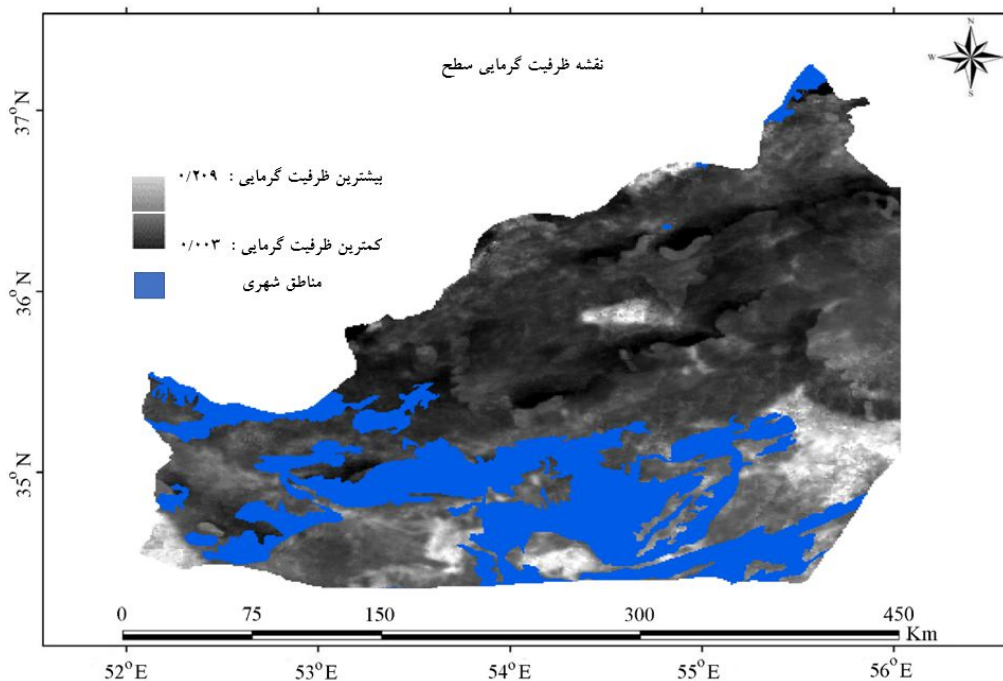 نقشه ظرفیت گرمایی سطح
N
W
E
S
37°N
36°N
35°N
بیشترین ظرفیت گرمایی : ۰/۲۰۹
کمترین ظرفیت گرمایی : ۰/۰۰۳
مناطق شهری
0 75 150 300 450
Km
52°E 53°E 54°E 55°E 56°E